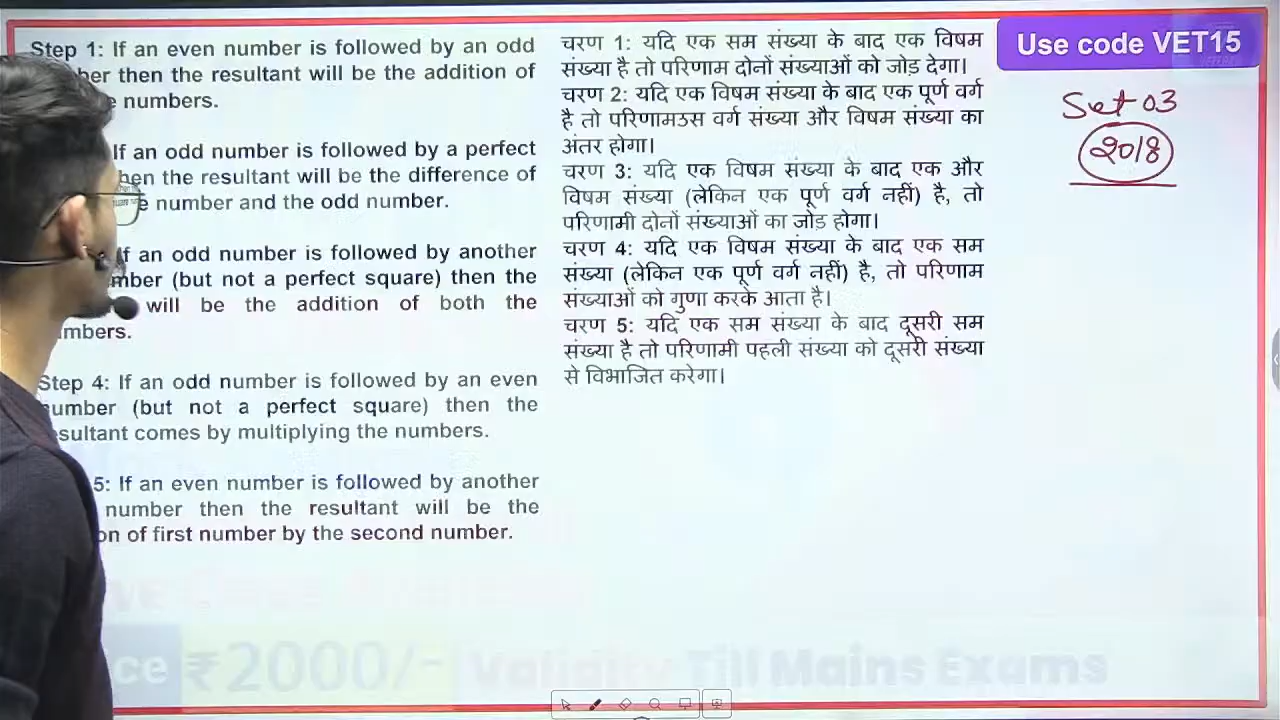 Step 1: If an even number is followed by an odd
then the resultant will be the addition of
numbers.
If an odd number is followed by a perfect
then the resultant will be the difference of
number and the odd number.
If an odd number is followed by another
(but not a perfect square) then the
will be the addition of both the
Step 4: If an odd number is followed by an even
number (but not a perfect square) then the
resultant comes by multiplying the numbers.
5: If an even number is followed by another
number then the resultant will be the
of first number by the second number.
चरण 1: यदि एक सम संख्या के बाद एक विषम
संख्या है तो परिणाम दोनों संख्याओं को जोड़ देगा।
चरण 2: यदि एक विषम संख्या के बाद एक पूर्ण वर्ग
है तो परिणामउस वर्ग संख्या और विषम संख्या का
अंतर होगा।
चरण 3: यदि एक विषम संख्या के बाद एक और
विषम संख्या (लेकिन एक पूर्ण वर्ग नहीं) है, तो
परिणामी दोनों संख्याओं का जोड़ होगा।
चरण 4: यदि एक विषम संख्या के बाद एक सम
संख्या (लेकिन एक पूर्ण वर्ग नहीं) है, तो परिणाम
संख्याओं को गुणा करके आता है।
चरण 5: यदि एक सम संख्या के बाद दूसरी सम
संख्या है तो परिणामी पहली संख्या को दूसरी संख्या
से विभाजित करेगा।
Use code VET15
Set 03
2018
₹2000/- Validity Till Mains Exams